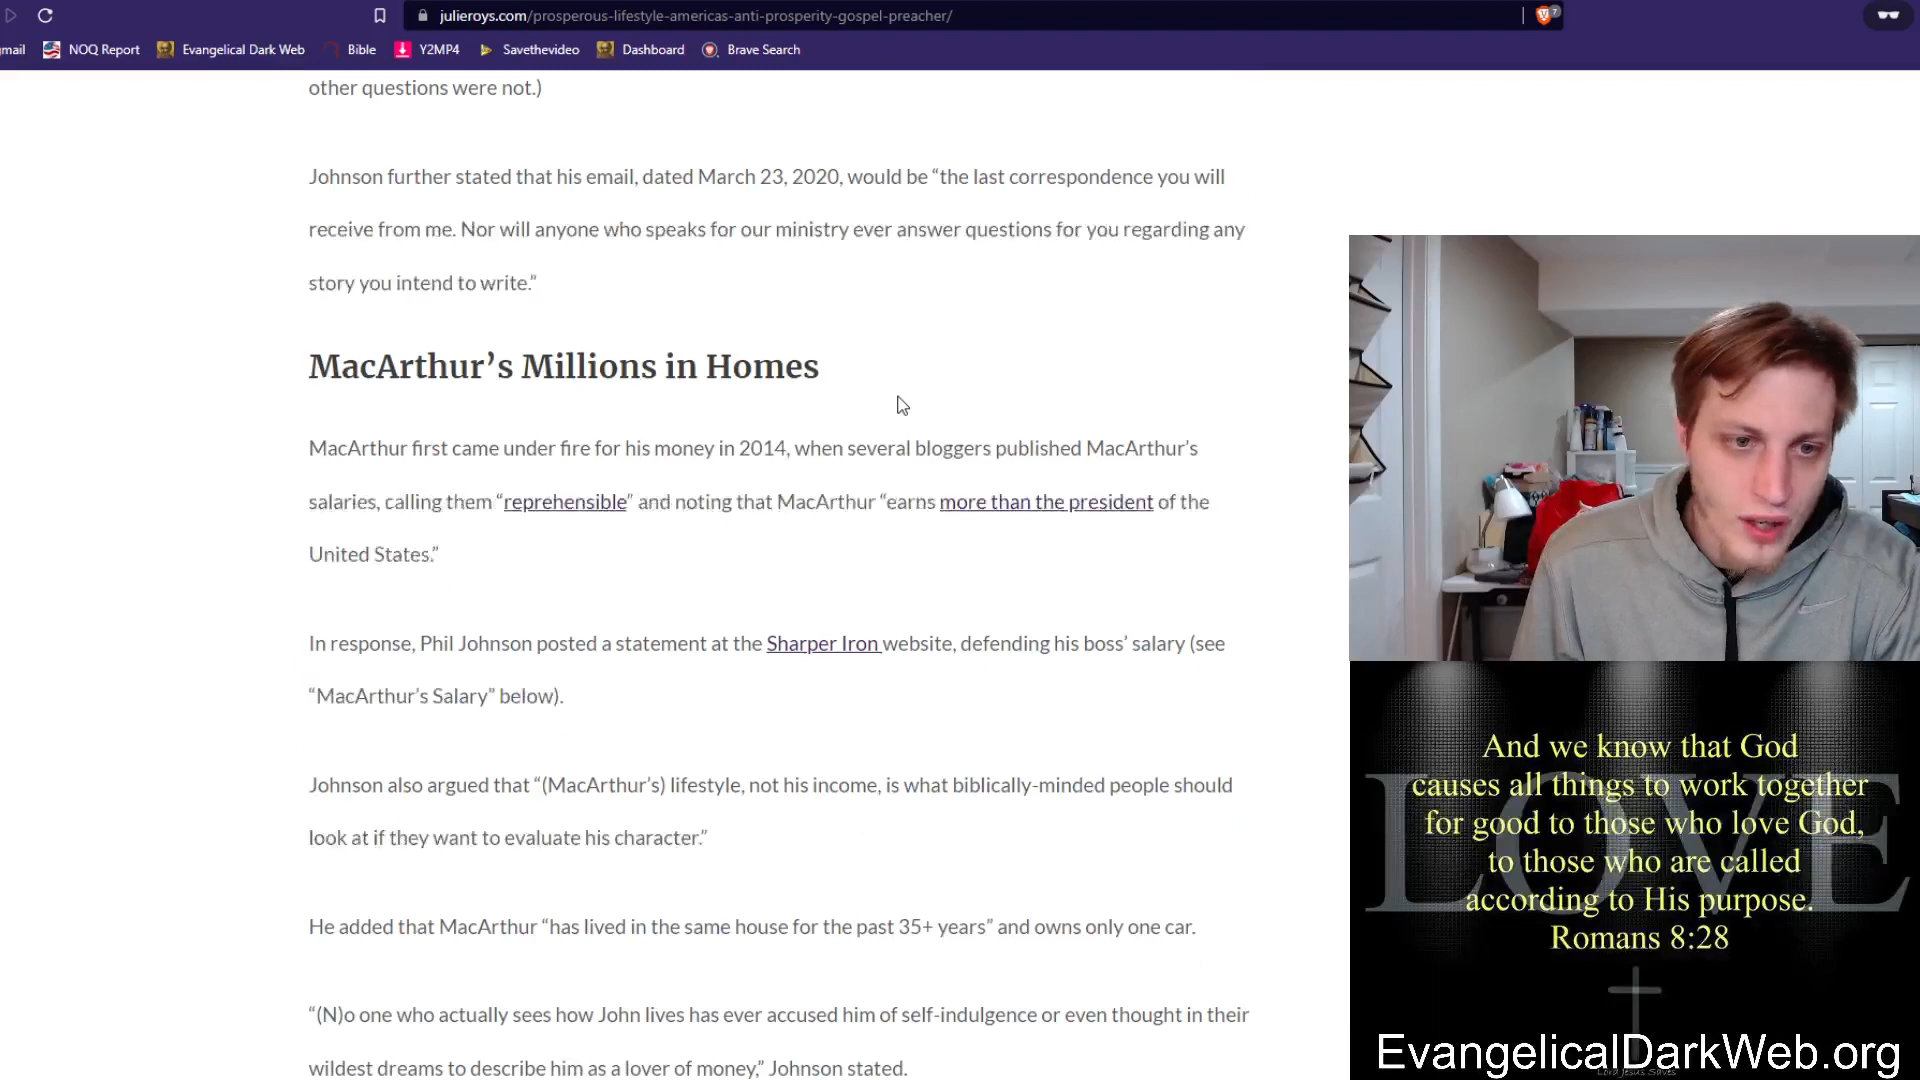 julieroys.com/prosperous-lifestyle-americas-anti-prosperity-gospel-preacher/
7
mail NOQ Report Evangelical Dark Web Bible Y2MP4 Savethevideo Dashboard Brave Search
other questions were not.)
Johnson further stated that his email, dated March 23, 2020, would be “the last correspondence you will
receive from me. Nor will anyone who speaks for our ministry ever answer questions for you regarding any
story you intend to write.”
MacArthur’s Millions in Homes
MacArthur first came under fire for his money in 2014, when several bloggers published MacArthur’s
salaries, calling them “reprehensible” and noting that MacArthur “earns more than the president of the
United States.”
In response, Phil Johnson posted a statement at the Sharper Iron website, defending his boss’ salary (see
“MacArthur’s Salary” below).
Johnson also argued that “(MacArthur’s) lifestyle, not his income, is what biblically-minded people should
look at if they want to evaluate his character.”
He added that MacArthur “has lived in the same house for the past 35+ years” and owns only one car.
“(N)o one who actually sees how John lives has ever accused him of self-indulgence or even thought in their
wildest dreams to describe him as a lover of money,” Johnson stated.
LOVE
And we know that God
causes all things to work together
for good to those who love God,
to those who are called
according to His purpose.
Romans 8:28
EvangelicalDarkWeb.org
Lord Jesus Saves